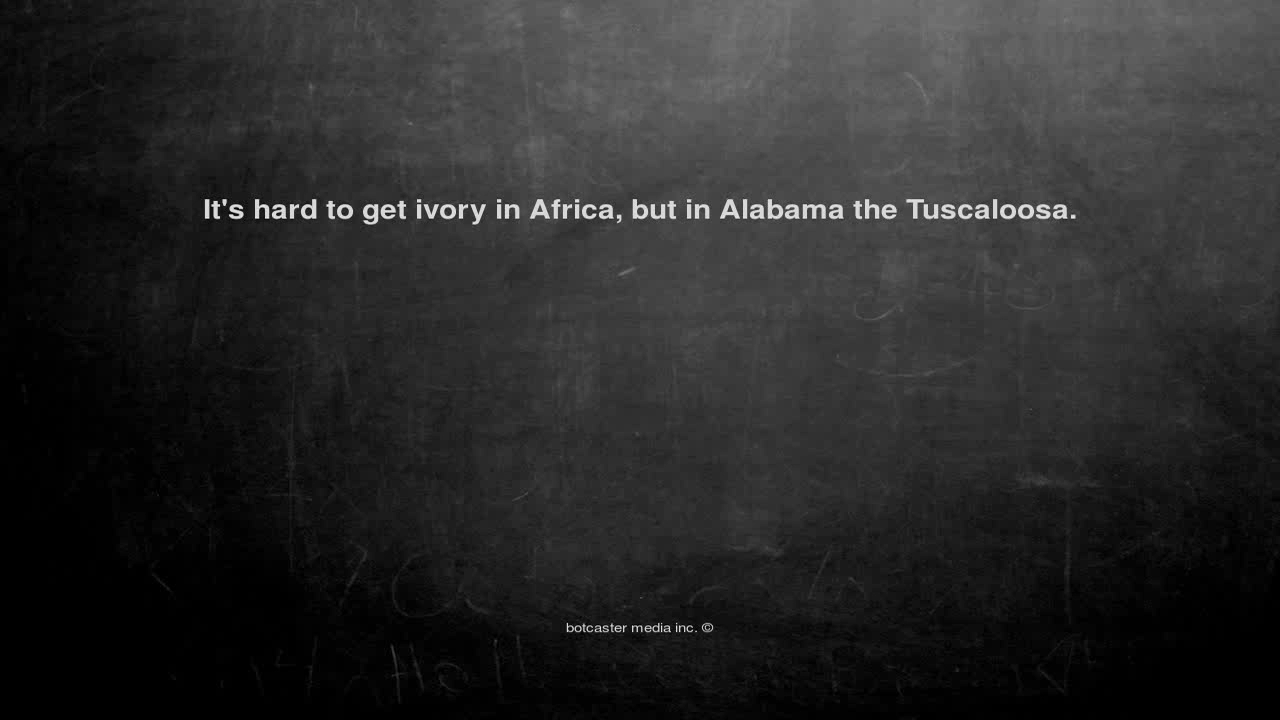 It's hard to get ivory in Africa, but in Alabama the Tuscaloosa.
botcaster media inc. ©